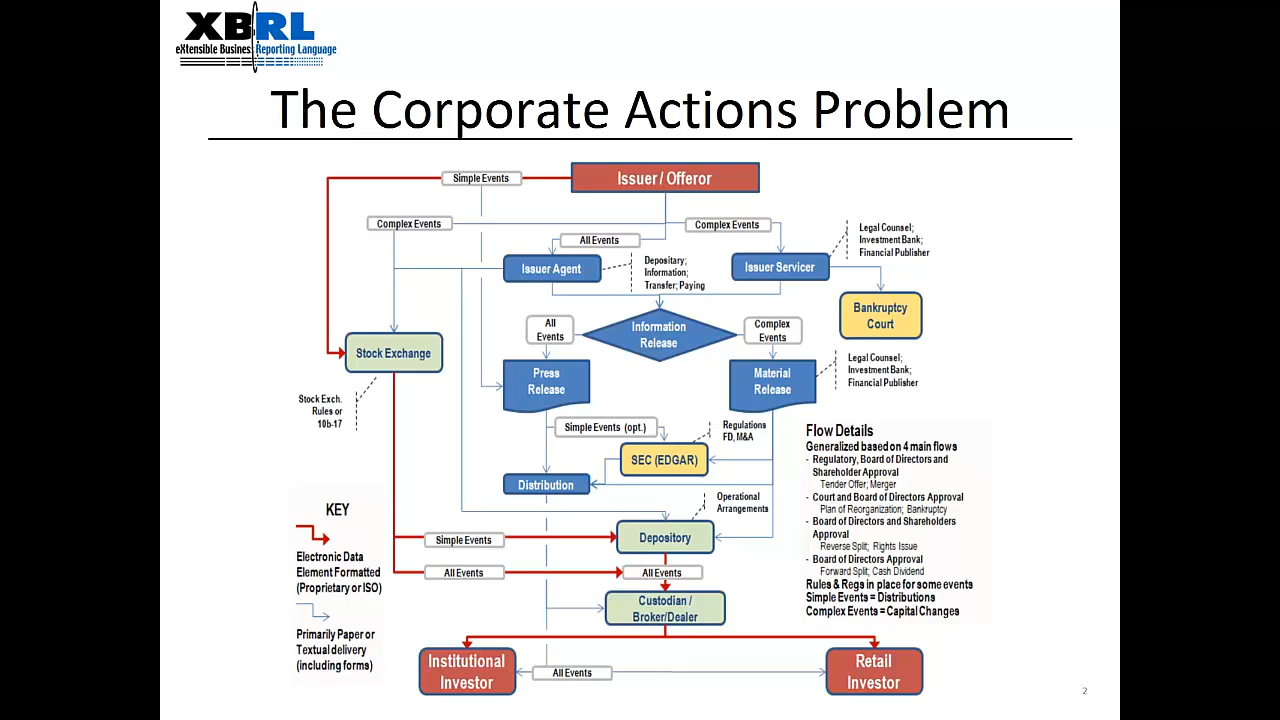 XBRL
eXtensible Business Reporting Language
The Corporate Actions Problem
Simple Events
Issuer / Offeror
Complex Events
Complex Events
All Events
Legal Counsel;
Investment Bank;
Financial Publisher
Issuer Agent
Depositary;
Information;
Transfer; Paying
Issuer Servicer
Bankruptcy
Court
All
Events
Information
Release
Complex
Events
Stock Exchange
Press
Release
Material
Release
Legal Counsel;
Investment Bank;
Financial Publisher
Stock Exch.
Rules or
10b-17
Simple Events (opt.)
Regulations
FD, M&A
SEC (EDGAR)
Distribution
Operational
Arrangements
Simple Events
Depository
All Events
All Events
Custodian /
Broker/Dealer
Institutional
Investor
All Events
Retail
Investor
KEY
Electronic Data
Element Formatted
(Proprietary or ISO)
Primarily Paper or
Textual delivery
(including forms)
Flow Details
Generalized based on 4 main flows
- Regulatory, Board of Directors and
Shareholder Approval
Tender Offer; Merger
- Court and Board of Directors Approval
Plan of Reorganization; Bankruptcy
- Board of Directors and Shareholders
Approval
Reverse Split; Rights Issue
- Board of Directors Approval
Forward Split; Cash Dividend
Rules & Regs in place for some events
Simple Events = Distributions
Complex Events = Capital Changes
2